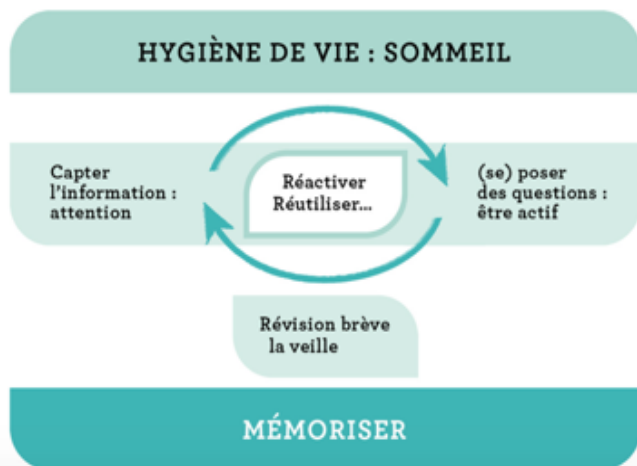 HYGIÈNE DE VIE : SOMMEIL
Capter
l'information :
attention
Réactiver
Réutiliser...
(se) poser
des questions :
être actif
Révision brève
la veille
MÉMORISER